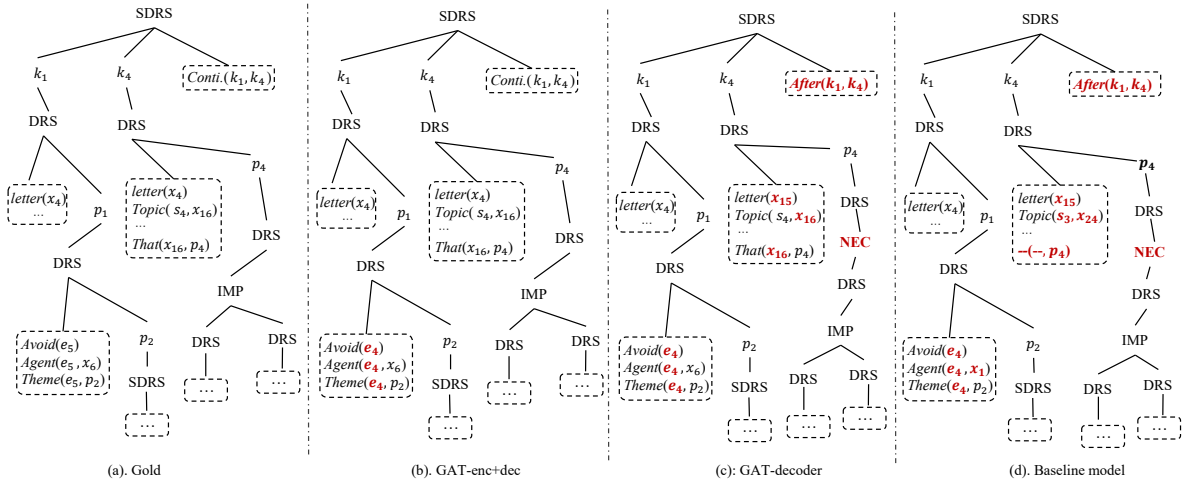 SDRS
k₁
k₄
Conti.(k₁, k₄)
DRS
DRS
letter(x₄)
...
p₁
letter(x₄)
Topic( s₄, x₁₆)
...
That(x₁₆, p₄)
p₄
DRS
DRS
IMP
Avoid(e₅)
Agent(e₅, x₆)
Theme(e₅, p₂)
p₂
SDRS
...
DRS
...
DRS
...
(a). Gold
SDRS
k₁
k₄
Conti.(k₁, k₄)
DRS
DRS
letter(x₄)
...
p₁
letter(x₄)
Topic( s₄, x₁₆)
...
That(x₁₆, p₄)
p₄
DRS
DRS
IMP
Avoid(e₄)
Agent(e₄, x₆)
Theme(e₄, p₂)
p₂
SDRS
...
DRS
...
DRS
...
(b). GAT-enc+dec
SDRS
k₁
k₄
After(k₁, k₄)
DRS
DRS
letter(x₄)
...
p₁
letter(x₁₅)
Topic( s₄, x₁₆)
...
That(x₁₆, p₄)
p₄
DRS
NEC
DRS
DRS
IMP
Avoid(e₄)
Agent(e₄, x₆)
Theme(e₄, p₂)
p₂
SDRS
...
DRS
...
DRS
...
(c): GAT-decoder
SDRS
k₁
k₄
After(k₁, k₄)
DRS
DRS
letter(x₄)
...
p₁
letter(x₁₅)
Topic(s₃, x₂₄)
...
--(--, p₄)
p₄
DRS
NEC
DRS
DRS
IMP
Avoid(e₄)
Agent(e₄, x₁)
Theme(e₄, p₂)
p₂
SDRS
...
DRS
...
DRS
...
(d). Baseline model